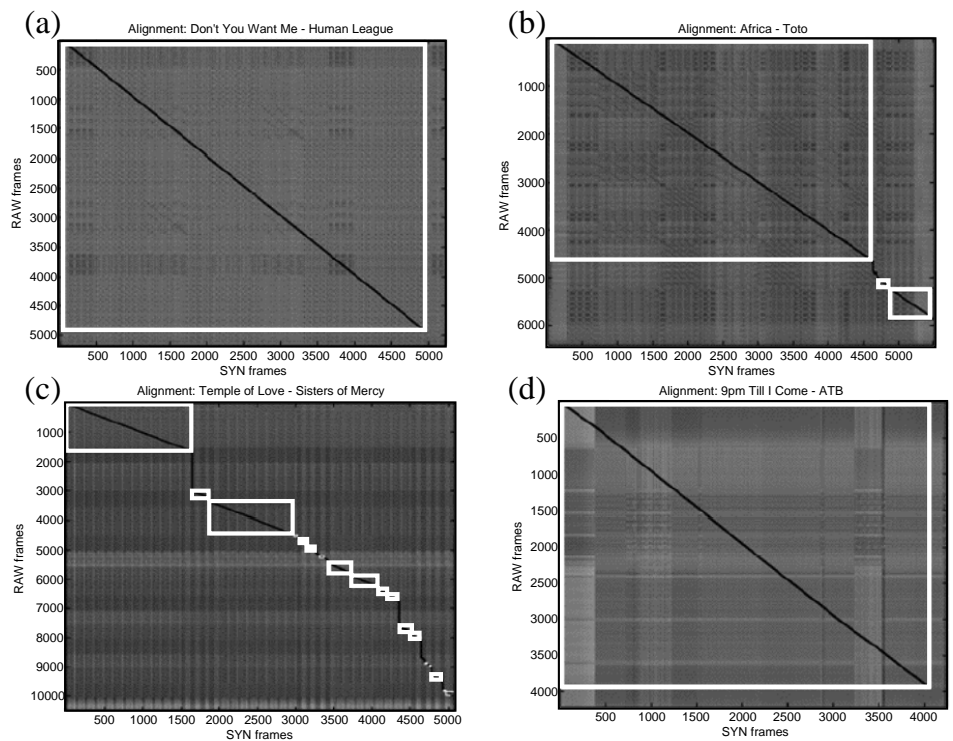 (a)
Alignment: Don't You Want Me - Human League
RAW frames
500
1000
1500
2000
2500
3000
3500
4000
4500
5000
500 1000 1500 2000 2500 3000 3500 4000 4500 5000
SYN frames
(b)
Alignment: Africa - Toto
RAW frames
1000
2000
3000
4000
5000
6000
500 1000 1500 2000 2500 3000 3500 4000 4500 5000
SYN frames
(c)
Alignment: Temple of Love - Sisters of Mercy
RAW frames
1000
2000
3000
4000
5000
6000
7000
8000
9000
10000
500 1000 1500 2000 2500 3000 3500 4000 4500 5000
SYN frames
(d)
Alignment: 9pm Till I Come - ATB
RAW frames
500
1000
1500
2000
2500
3000
3500
4000
500 1000 1500 2000 2500 3000 3500 4000
SYN frames